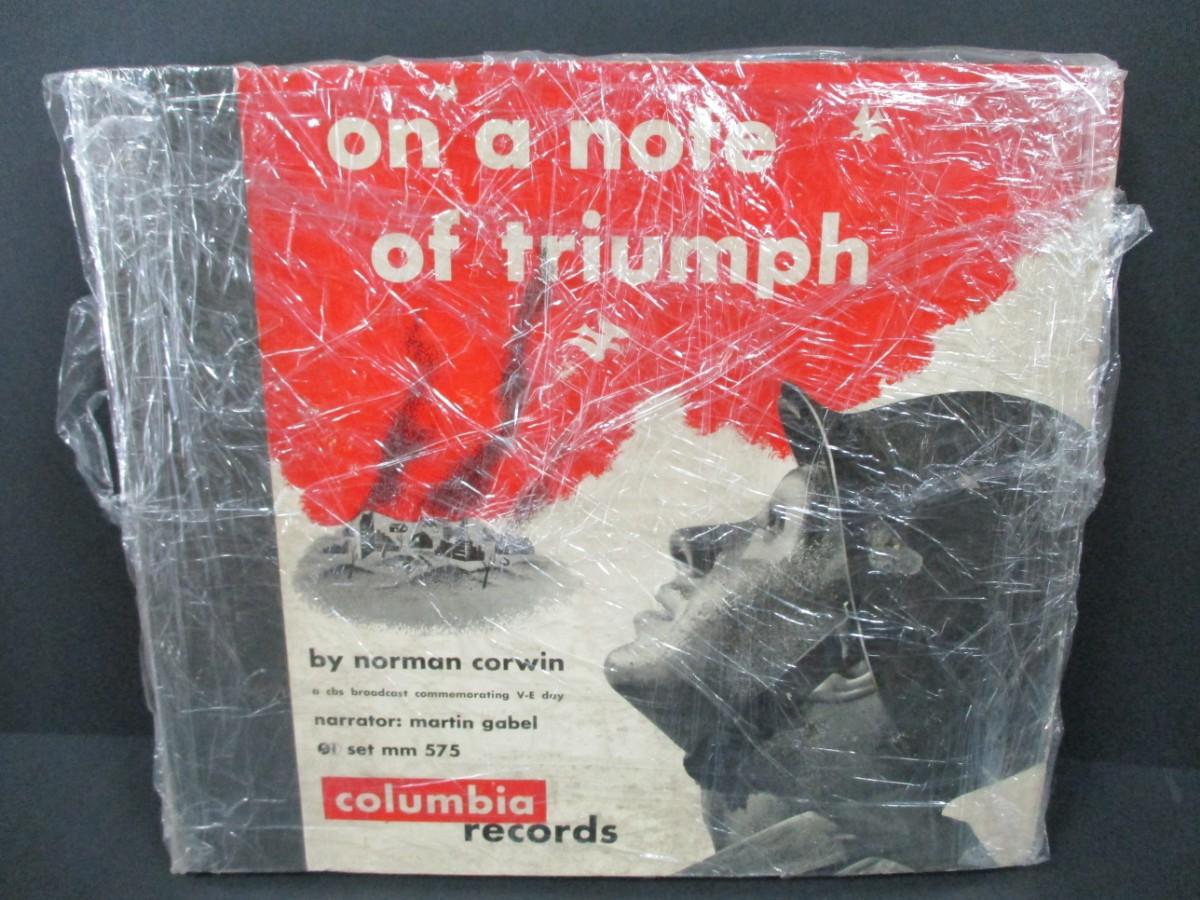 on a note
of triumph
by norman corwin
a cbs broadcast commemorating V-E day
narrator: martin gabel
set mm 575
columbia
records